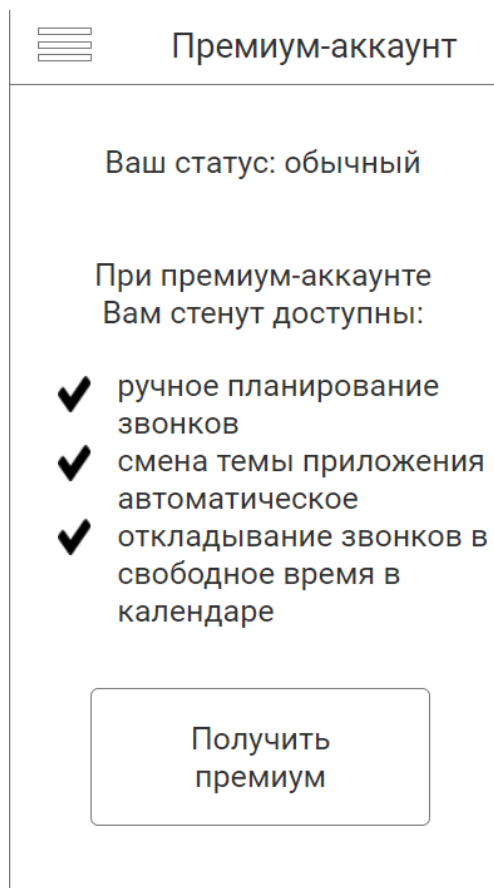 Премиум-аккаунт
Ваш статус: обычный
При премиум-аккаунте
Вам стенут доступны:
ручное планирование
звонков
смена темы приложения
автоматическое
откладывание звонков в
свободное время в
календаре
Получить
премиум